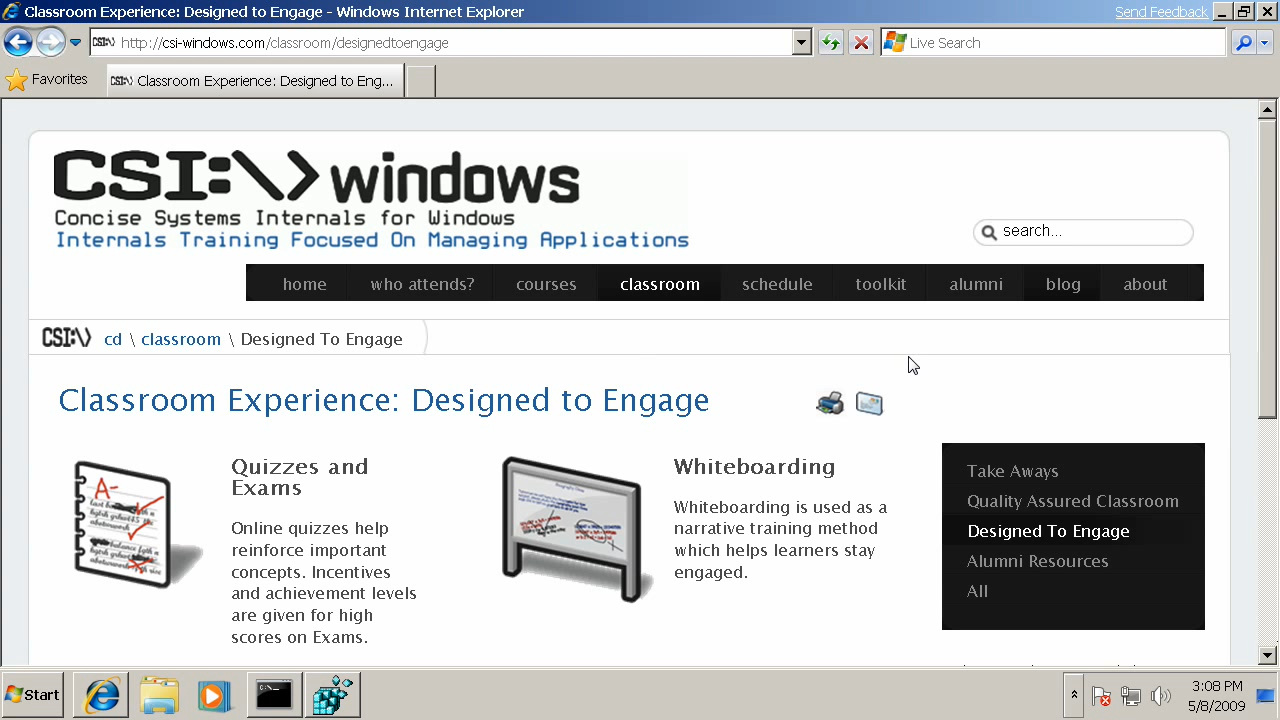 Classroom Experience: Designed to Engage - Windows Internet Explorer
Send Feedback
CSI:\> http://csi-windows.com/classroom/designedtoengage
Live Search
Favorites
CSI:\> Classroom Experience: Designed to Eng...
CSI:\>windows
Concise Systems Internals for Windows
Internals Training Focused On Managing Applications
search...
home who attends? courses classroom schedule toolkit alumni blog about
CSI:\> cd \ classroom \ Designed To Engage
Classroom Experience: Designed to Engage
A-
Quizzes and
Exams
Online quizzes help
reinforce important
concepts. Incentives
and achievement levels
are given for high
scores on Exams.
Whiteboarding
Whiteboarding is used as a
narrative training method
which helps learners stay
engaged.
Take Aways
Quality Assured Classroom
Designed To Engage
Alumni Resources
All
Start
3:08 PM
5/8/2009